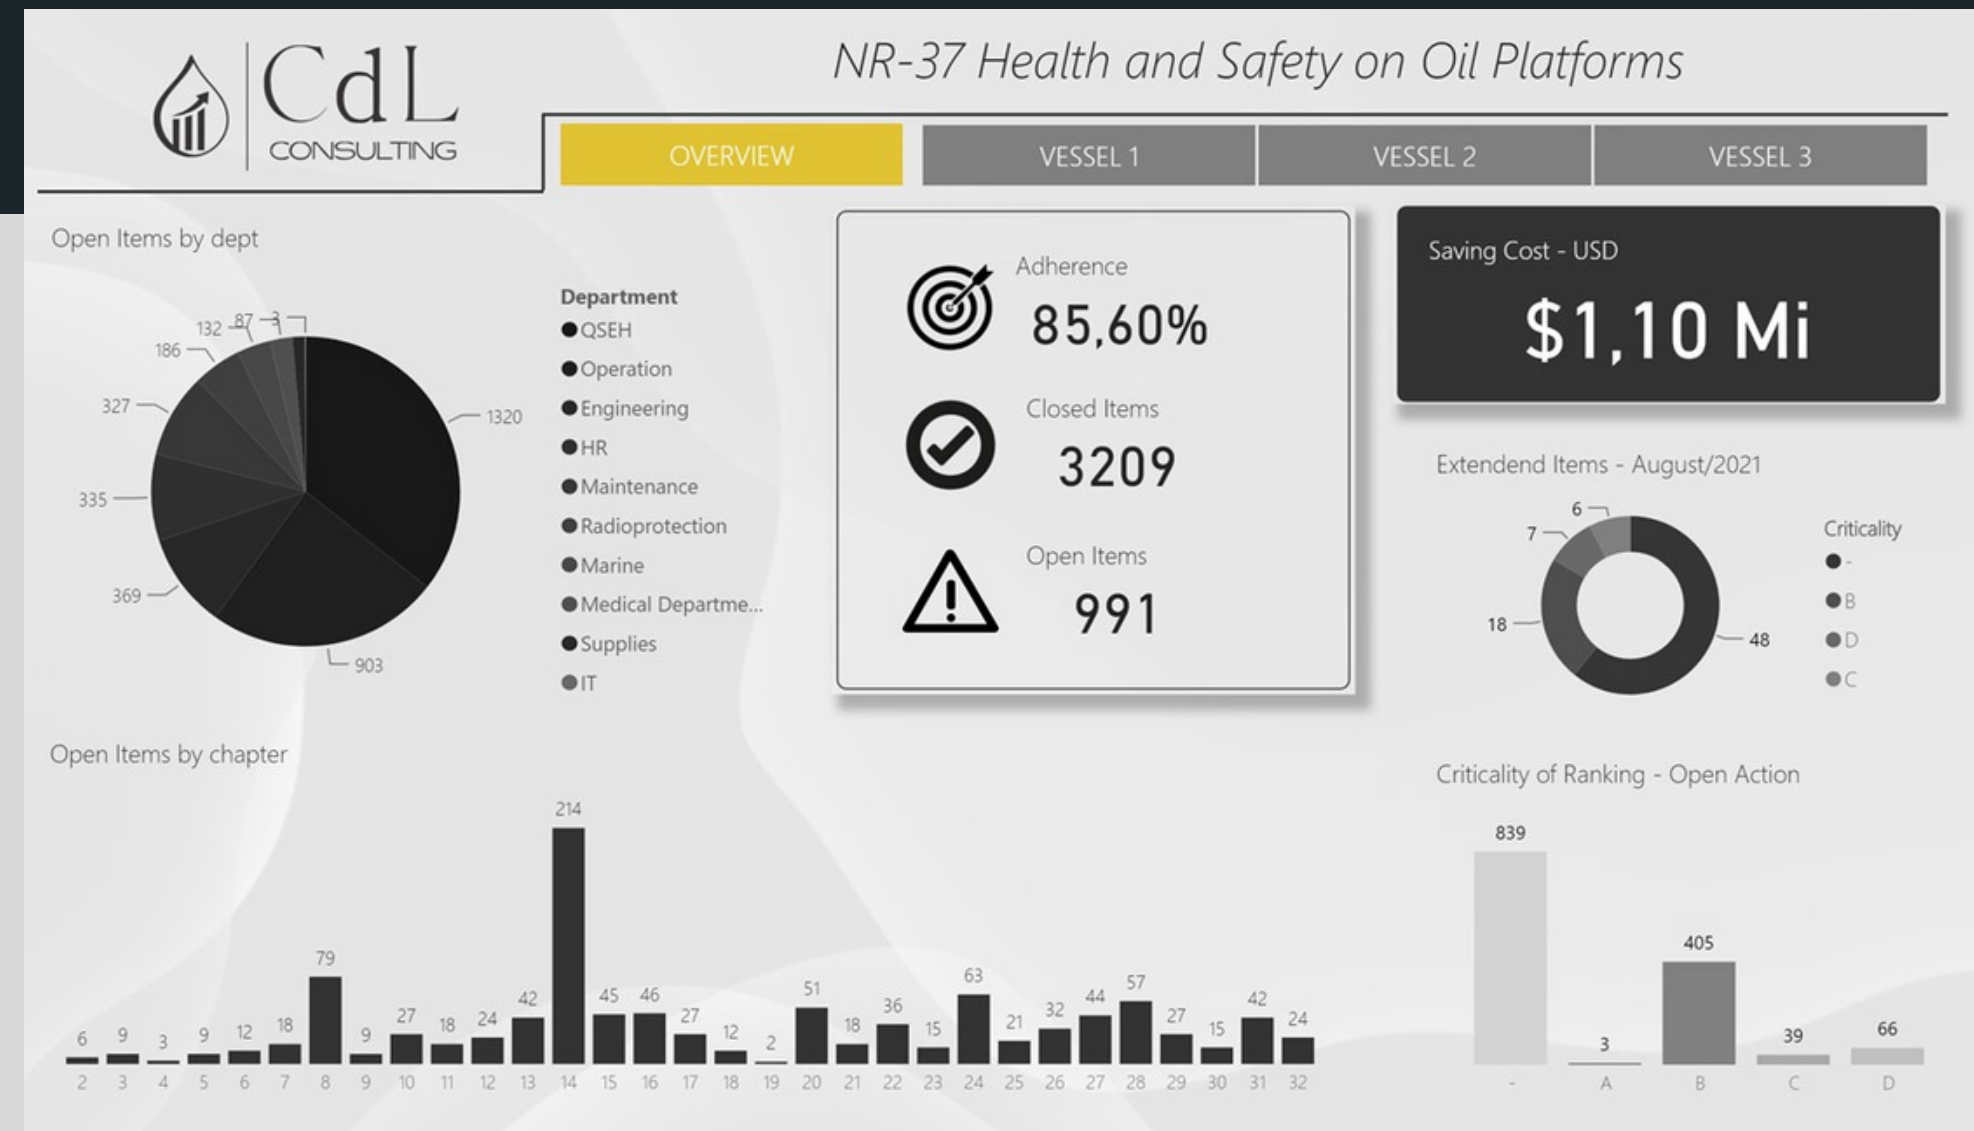 CdL
CONSULTING
NR-37 Health and Safety on Oil Platforms
OVERVIEW
VESSEL 1
VESSEL 2
VESSEL 3
Open Items by dept
132
87
3
186
327
1320
335
369
903
Department
QSEH
Operation
Engineering
HR
Maintenance
Radioprotection
Marine
Medical Departme...
Supplies
IT
Adherence
85,60%
Closed Items
3209
Open Items
991
Saving Cost - USD
$1,10 Mi
Extendend Items - August/2021
6
7
18
48
Criticality
-
B
D
C
Open Items by chapter
6 9 3 9 12 18 79 9 27 18 24 42 214 45 46 27 12 2 51 18 36 15 63 21 32 44 57 27 15 42 24
2 3 4 5 6 7 8 9 10 11 12 13 14 15 16 17 18 19 20 21 22 23 24 25 26 27 28 29 30 31 32
Criticality of Ranking - Open Action
839 3 405 39 66
- A B C D